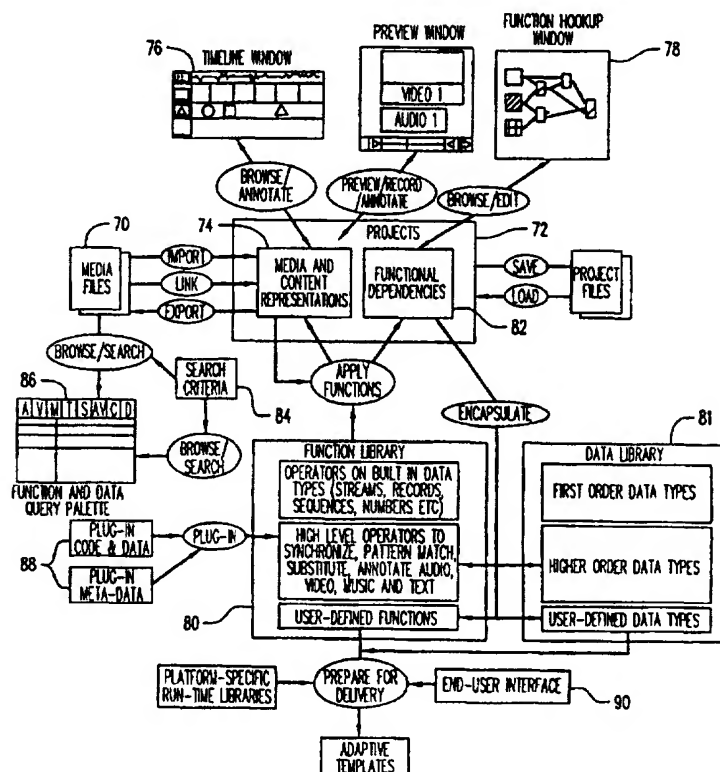 76
TIMELINE WINDOW
PREVIEW WINDOW
FUNCTION HOOKUP
WINDOW
78
VIDEO 1
AUDIO 1
BROWSE/
ANNOTATE
PREVIEW/RECORD
/ANNOTATE
BROWSE/EDIT
70
74
PROJECTS
72
MEDIA
FILES
IMPORT
LINK
EXPORT
MEDIA AND
CONTENT
REPRESENTATIONS
FUNCTIONAL
DEPENDENCIES
82
SAVE
LOAD
PROJECT
FILES
BROWSE/SEARCH
86
SEARCH
CRITERIA
84
APPLY
FUNCTIONS
ENCAPSULATE
A V M T S AV C D
BROWSE/
SEARCH
FUNCTION AND DATA
QUERY PALETTE
81
FUNCTION LIBRARY
OPERATORS ON BUILT IN DATA
TYPES (STREAMS, RECORDS,
SEQUENCES, NUMBERS ETC)
DATA LIBRARY
FIRST ORDER DATA TYPES
88
PLUG-IN
CODE & DATA
PLUG-IN
META-DATA
PLUG-IN
HIGH LEVEL OPERATORS TO
SYNCHRONIZE, PATTERN MATCH,
SUBSTITUTE, ANNOTATE AUDIO,
VIDEO, MUSIC AND TEXT
HIGHER ORDER DATA TYPES
80
USER-DEFINED FUNCTIONS
USER-DEFINED DATA TYPES
PLATFORM-SPECIFIC
RUN-TIME LIBRARIES
PREPARE FOR
DELIVERY
END-USER INTERFACE
90
ADAPTIVE
TEMPLATES